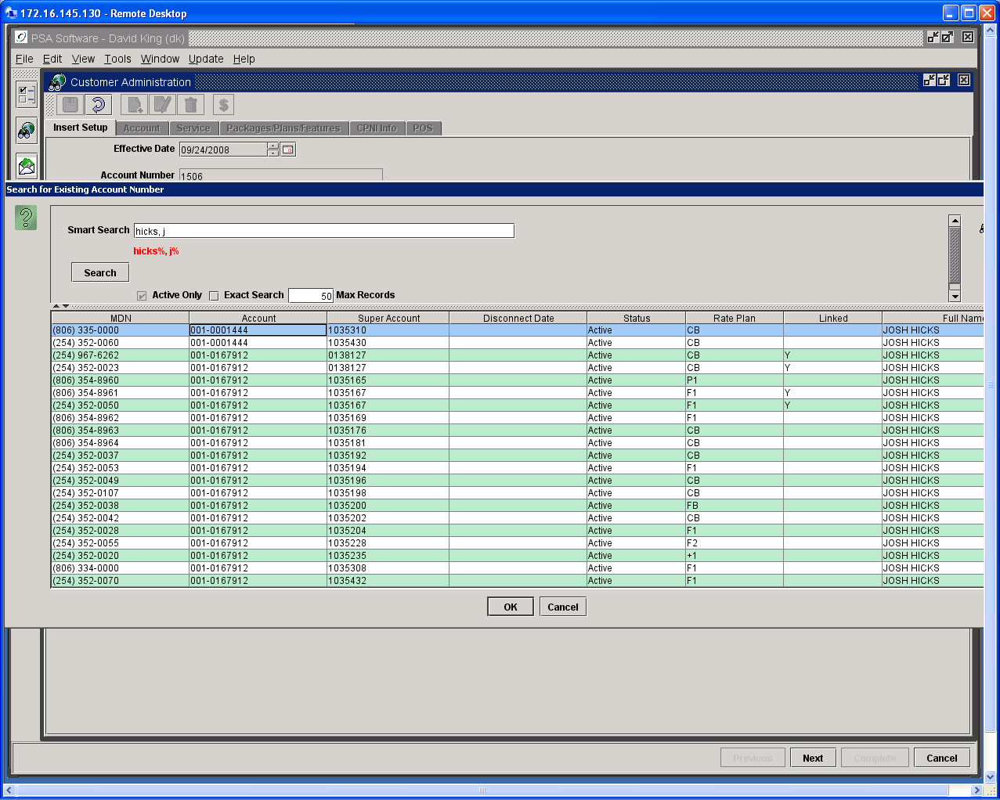 172.16.145.130 - Remote Desktop
PSA Software - David King (dk)
File Edit View Tools Window Update Help
Customer Administration
$
Insert Setup Account Service Packages/Plans/Features CPNI Info POS
Effective Date 09/24/2008
Account Number 1506
Search for Existing Account Number
?
Smart Search hicks, j
hicks%, j%
Search
Active Only Exact Search 50 Max Records
MDN Account Super Account Disconnect Date Status Rate Plan Linked Full Name
(806) 335-0000 001-0001444 1035310 Active CB JOSH HICKS
(254) 352-0060 001-0001444 1035430 Active CB JOSH HICKS
(254) 967-6262 001-0167912 0138127 Active CB Y JOSH HICKS
(254) 352-0023 001-0167912 0138127 Active CB Y JOSH HICKS
(806) 354-8960 001-0167912 1035165 Active P1 JOSH HICKS
(806) 354-8961 001-0167912 1035167 Active F1 Y JOSH HICKS
(254) 352-0050 001-0167912 1035167 Active F1 Y JOSH HICKS
(806) 354-8962 001-0167912 1035169 Active F1 JOSH HICKS
(806) 354-8963 001-0167912 1035176 Active CB JOSH HICKS
(806) 354-8964 001-0167912 1035181 Active CB JOSH HICKS
(254) 352-0037 001-0167912 1035192 Active CB JOSH HICKS
(254) 352-0053 001-0167912 1035194 Active F1 JOSH HICKS
(254) 352-0049 001-0167912 1035196 Active CB JOSH HICKS
(254) 352-0107 001-0167912 1035198 Active CB JOSH HICKS
(254) 352-0038 001-0167912 1035200 Active FB JOSH HICKS
(254) 352-0042 001-0167912 1035202 Active CB JOSH HICKS
(254) 352-0028 001-0167912 1035204 Active F1 JOSH HICKS
(254) 352-0055 001-0167912 1035228 Active F2 JOSH HICKS
(254) 352-0020 001-0167912 1035235 Active +1 JOSH HICKS
(806) 334-0000 001-0167912 1035308 Active F1 JOSH HICKS
(254) 352-0070 001-0167912 1035432 Active F1 JOSH HICKS
OK Cancel
Previous Next Complete Cancel